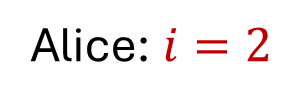 Alice: i = 2